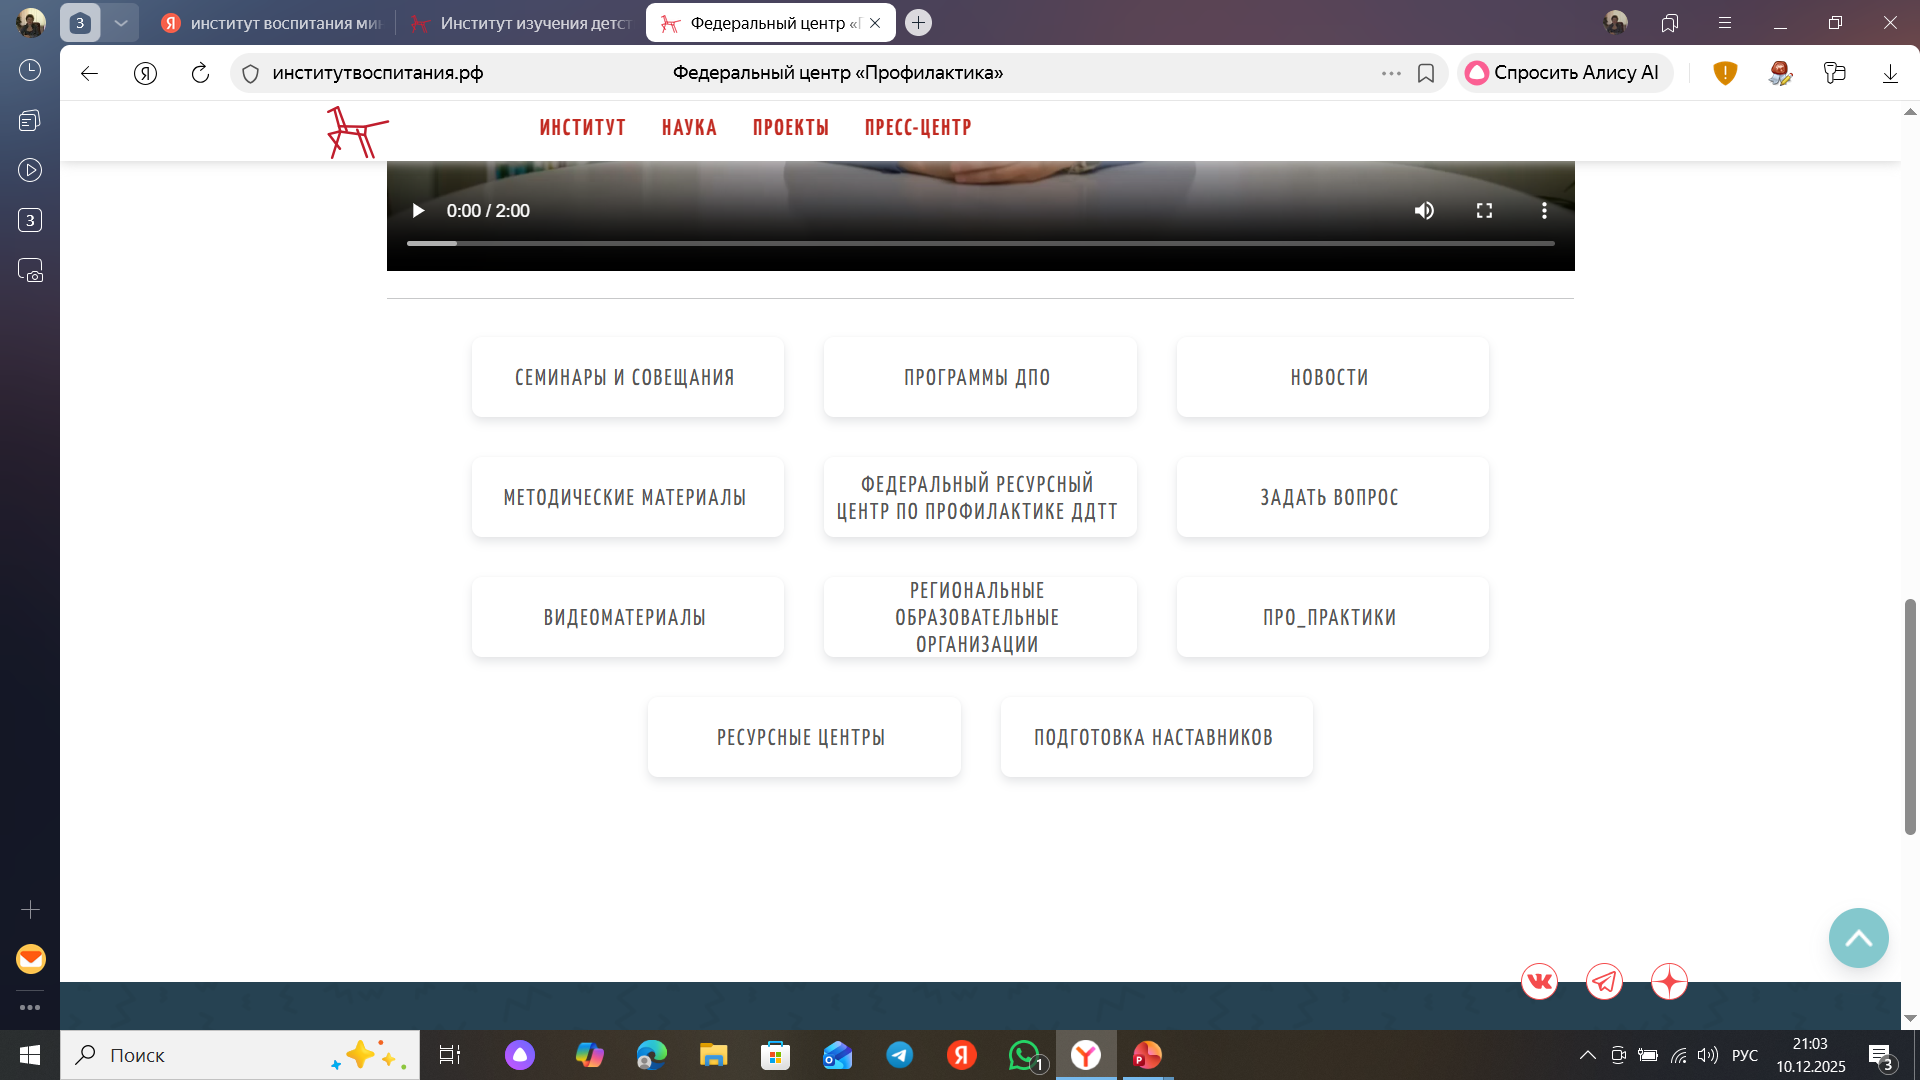 3
институт воспитания ми
Институт изучения детст
Федеральный центр «
институтвоспитания.рф
Федеральный центр «Профилактика»
Спросить Алису AI
ИНСТИТУТ
НАУКА
ПРОЕКТЫ
ПРЕСС-ЦЕНТР
3
0:00 / 2:00
СЕМИНАРЫ И СОВЕЩАНИЯ
ПРОГРАММЫ ДПО
НОВОСТИ
МЕТОДИЧЕСКИЕ МАТЕРИАЛЫ
ФЕДЕРАЛЬНЫЙ РЕСУРСНЫЙ
ЦЕНТР ПО ПРОФИЛАКТИКЕ ДДТТ
ЗАДАТЬ ВОПРОС
ВИДЕОМАТЕРИАЛЫ
РЕГИОНАЛЬНЫЕ
ОБРАЗОВАТЕЛЬНЫЕ
ОРГАНИЗАЦИИ
ПРО_ПРАКТИКИ
РЕСУРСНЫЕ ЦЕНТРЫ
ПОДГОТОВКА НАСТАВНИКОВ
Поиск
1
РУС
21:03
10.12.2025
3